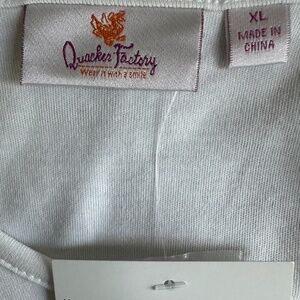 Quacker Factory
Wear it with a smile
XL
MADE IN
CHINA